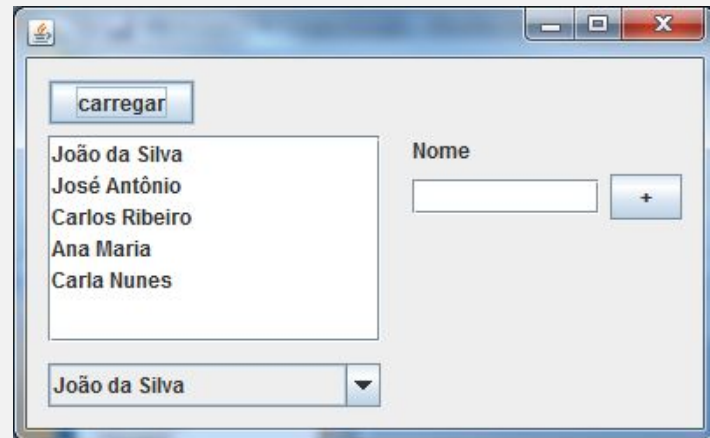 carregar
João da Silva
José Antônio
Carlos Ribeiro
Ana Maria
Carla Nunes
Nome
+
João da Silva